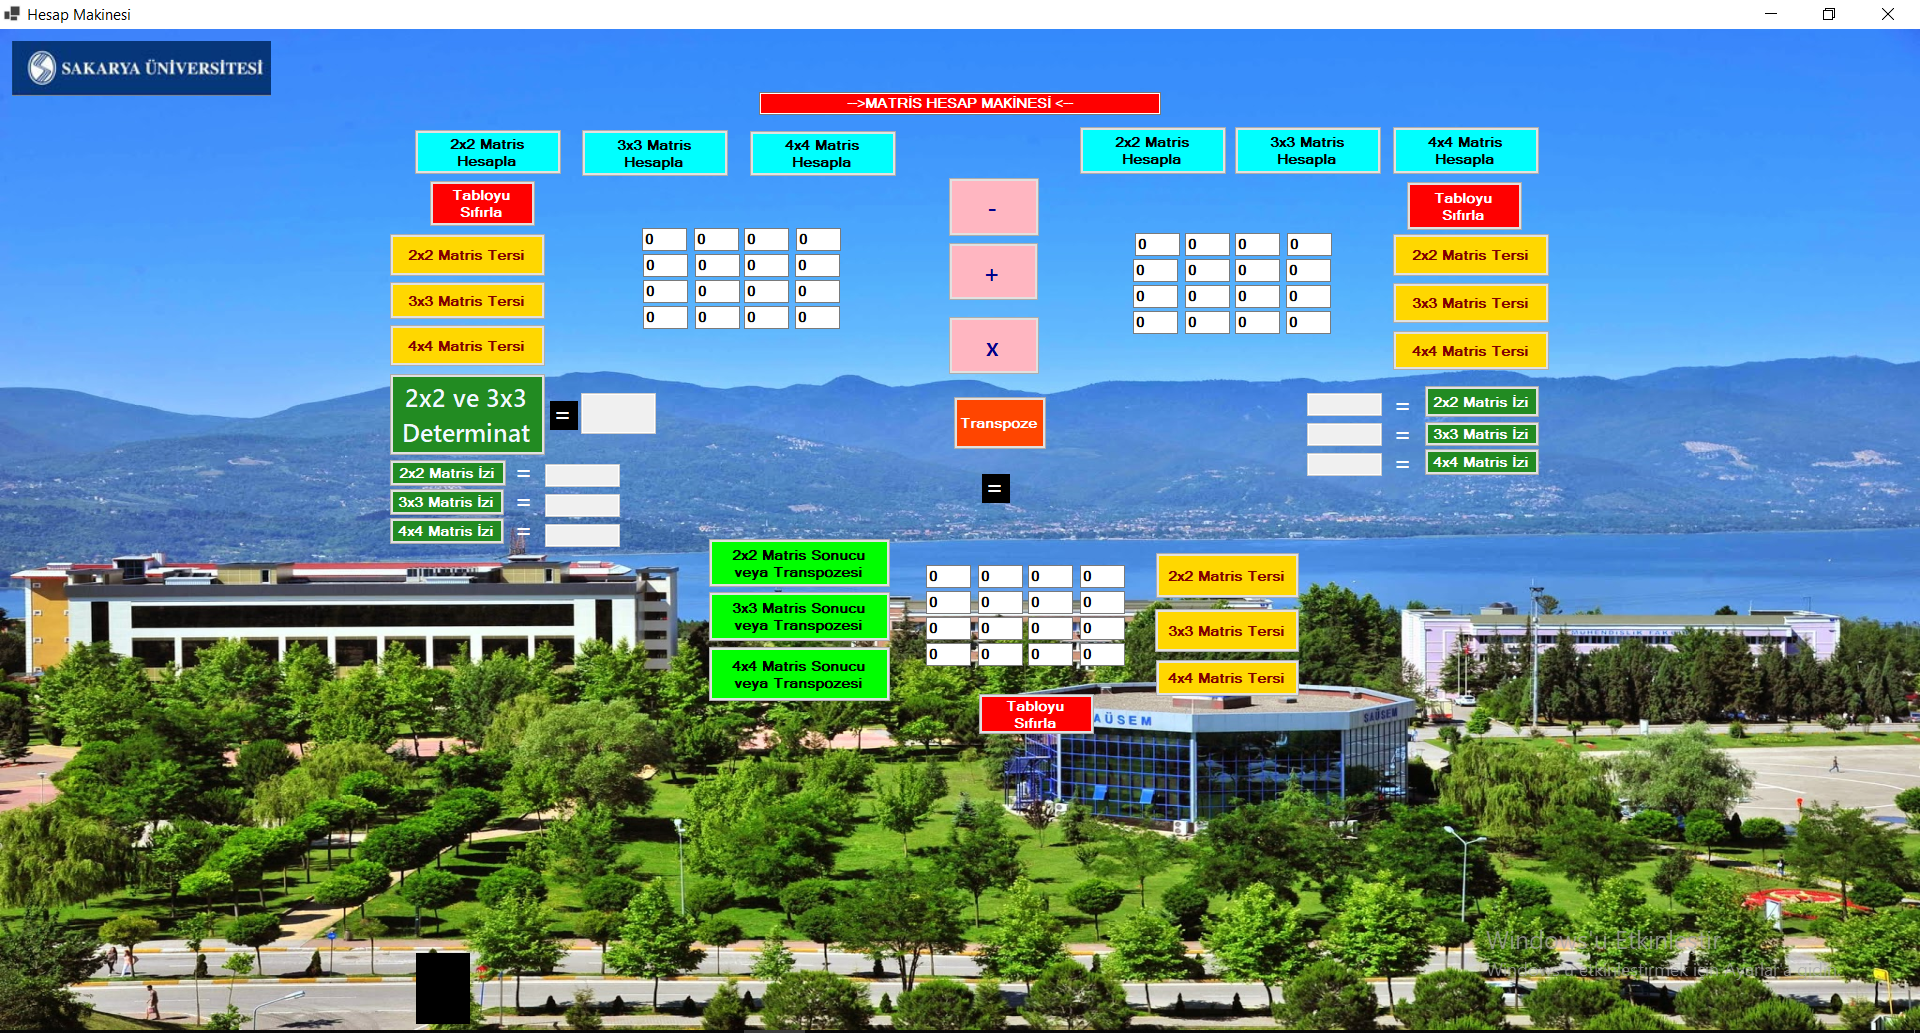 Hesap Makinesi
SAKARYA ÜNİVERSİTESİ
-->MATRİS HESAP MAKİNESİ <--
2x2 Matris
Hesapla
3x3 Matris
Hesapla
4x4 Matris
Hesapla
2x2 Matris
Hesapla
3x3 Matris
Hesapla
4x4 Matris
Hesapla
Tabloyu
Sıfırla
-
Tabloyu
Sıfırla
2x2 Matris Tersi
3x3 Matris Tersi
4x4 Matris Tersi
0 0 0 0
0 0 0 0
0 0 0 0
0 0 0 0
+
x
0 0 0 0
0 0 0 0
0 0 0 0
0 0 0 0
2x2 Matris Tersi
3x3 Matris Tersi
4x4 Matris Tersi
2x2 ve 3x3
Determinat
=
Transpoze
=
= 2x2 Matris İzi
= 3x3 Matris İzi
= 4x4 Matris İzi
2x2 Matris İzi =
3x3 Matris İzi =
4x4 Matris İzi =
2x2 Matris Sonucu
veya Transpozesi
3x3 Matris Sonucu
veya Transpozesi
4x4 Matris Sonucu
veya Transpozesi
0 0 0 0
0 0 0 0
0 0 0 0
0 0 0 0
2x2 Matris Tersi
3x3 Matris Tersi
4x4 Matris Tersi
Tabloyu
Sıfırla
AÜSEM
SAÜSEM
MÜHENDİSLİK
Windows'u Etkinleştir
Windows'u etkinleştirmek için Ayarlar'a gidin.